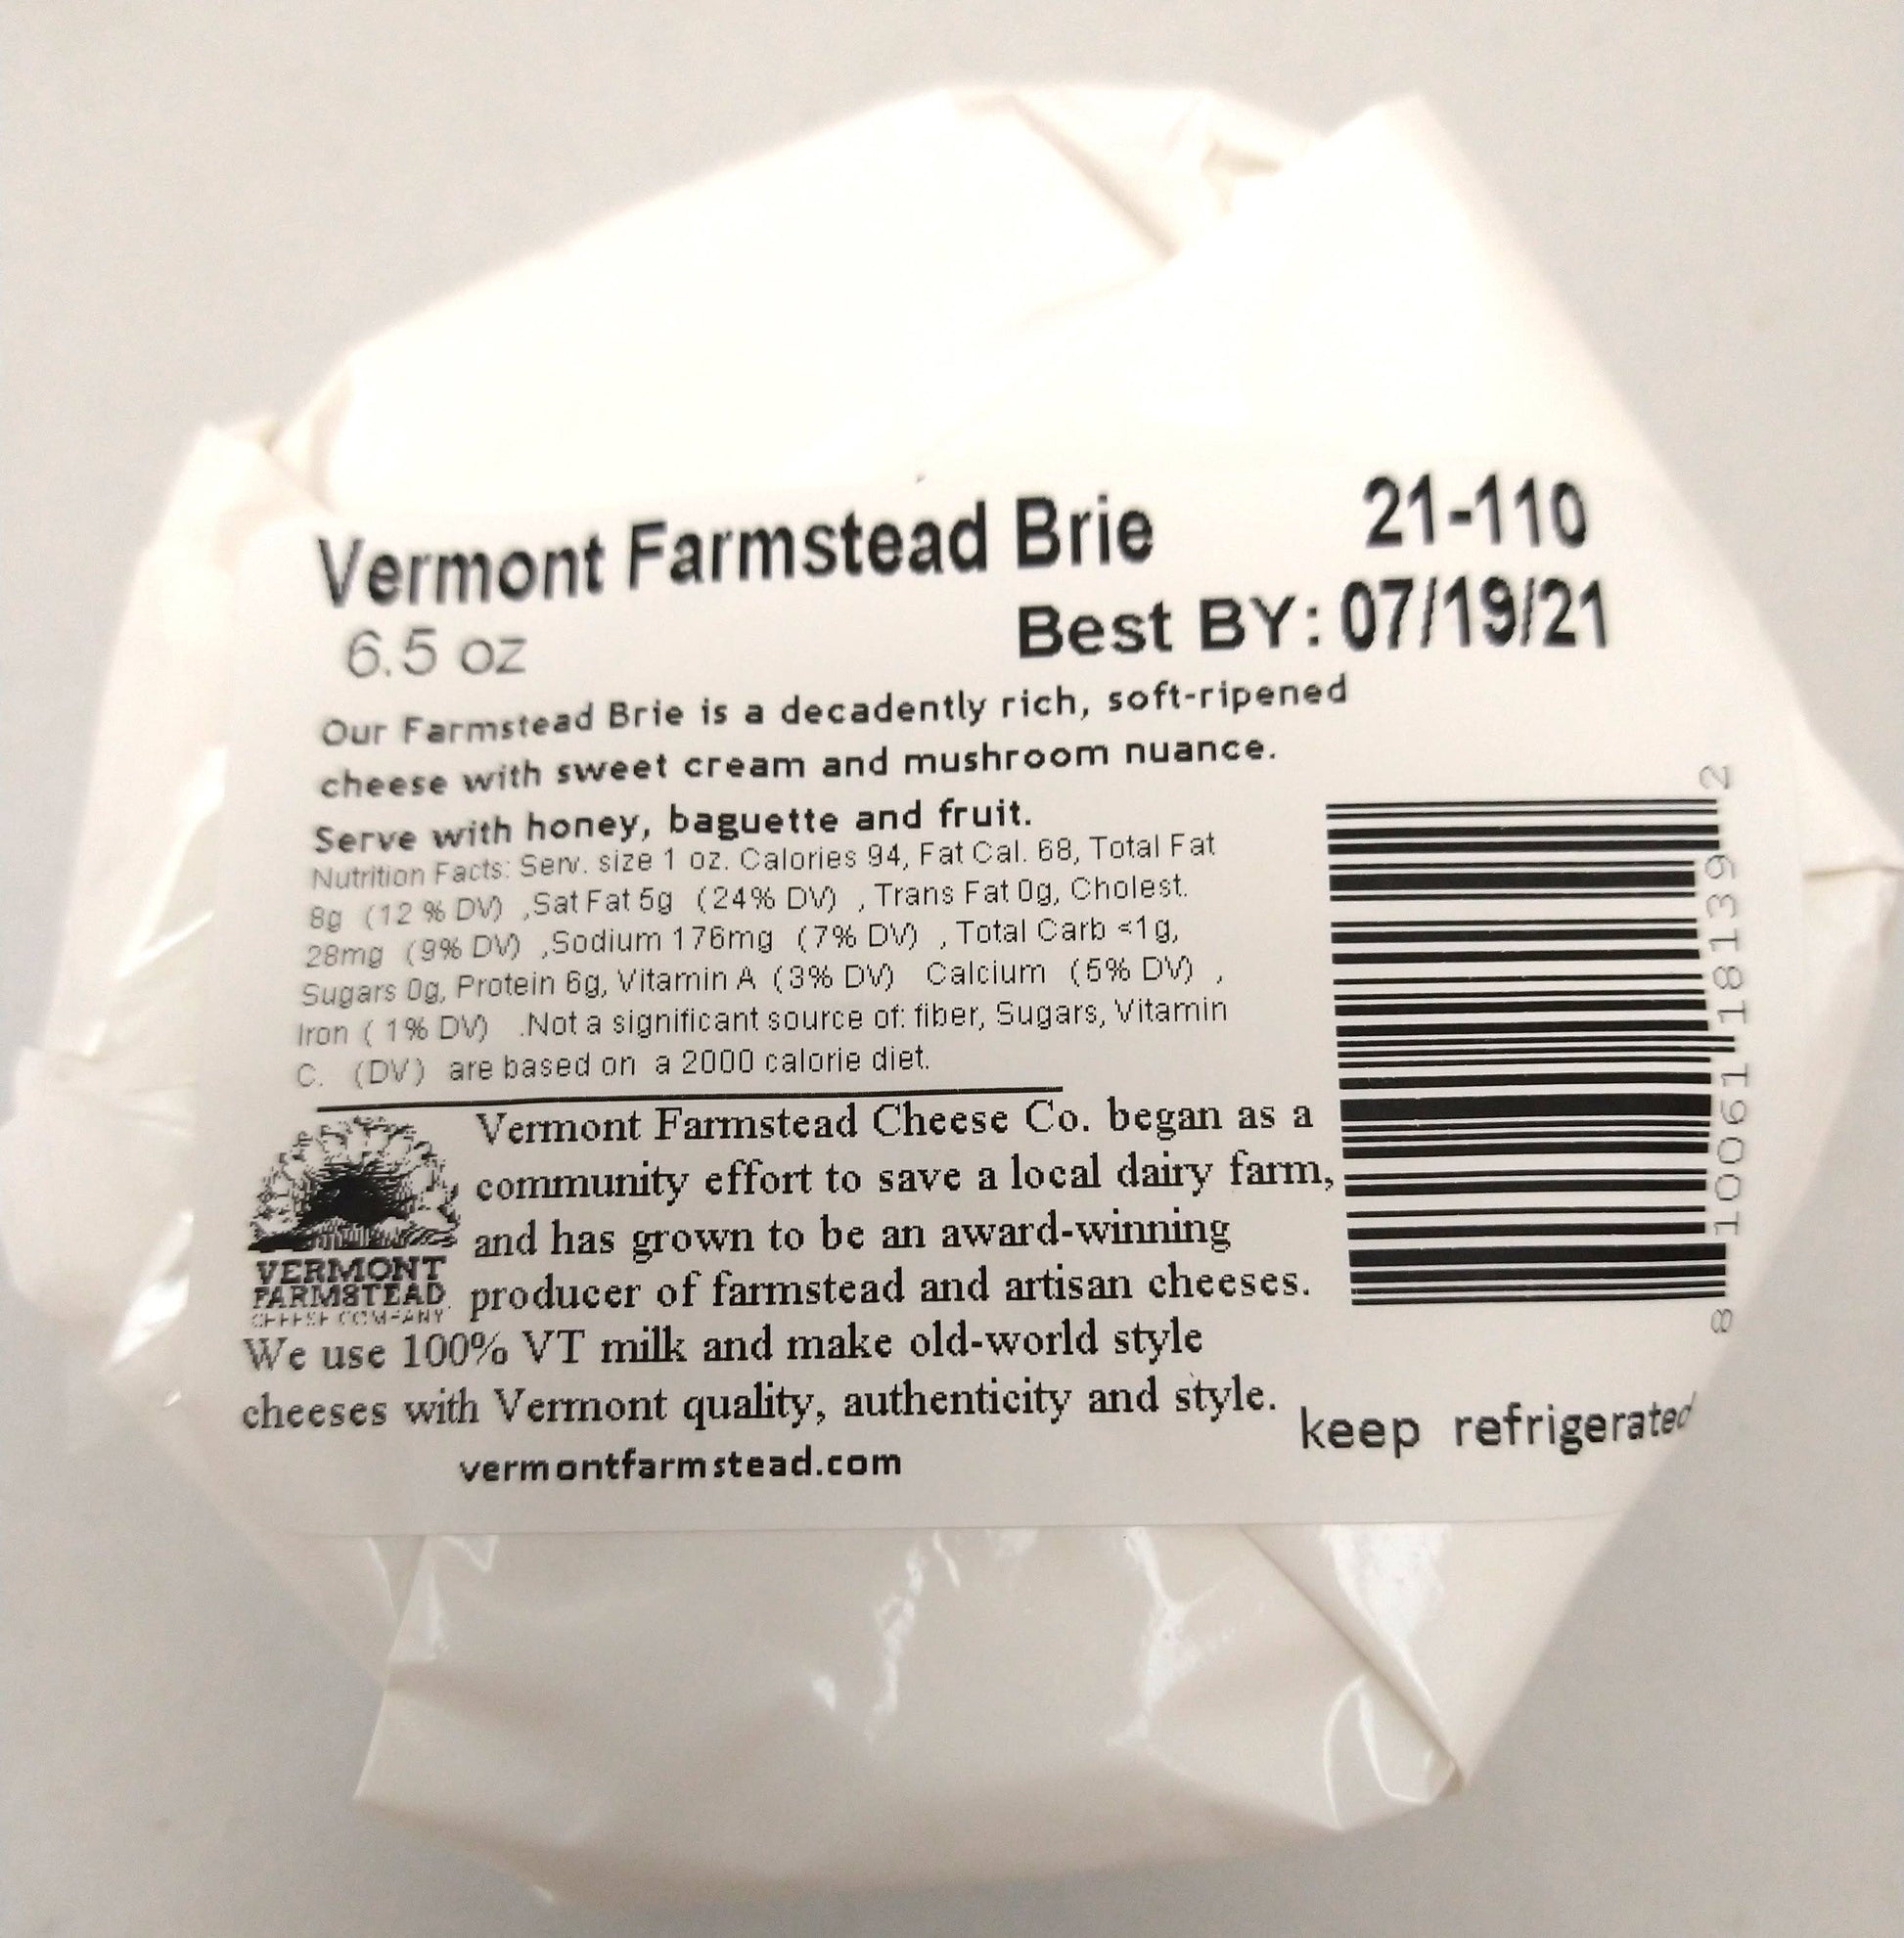 Vermont Farmstead Brie 21-110
6.5 oz Best BY: 07/19/21
Our Farmstead Brie is a decadently rich, soft-ripened
cheese with sweet cream and mushroom nuance.
Serve with honey, baguette and fruit.
Nutrition Facts: Serv. size 1 oz. Calories 94, Fat Cal. 68, Total Fat
8g (12 % DV) ,Sat Fat 5g (24% DV) , Trans Fat 0g, Cholest.
28mg (9% DV) ,Sodium 176mg (7% DV) , Total Carb <1g,
Sugars 0g, Protein 6g, Vitamin A (3% DV) Calcium (5% DV) ,
Iron ( 1% DV) .Not a significant source of: fiber, Sugars, Vitamin
C. (DV) are based on a 2000 calorie diet.
Vermont Farmstead Cheese Co. began as a
community effort to save a local dairy farm,
and has grown to be an award-winning
producer of farmstead and artisan cheeses.
We use 100% VT milk and make old-world style
cheeses with Vermont quality, authenticity and style.
vermontfarmstead.com
VERMONT
FARMSTEAD
CHEESE COMPANY
keep refrigerated
8 10061 18139 2